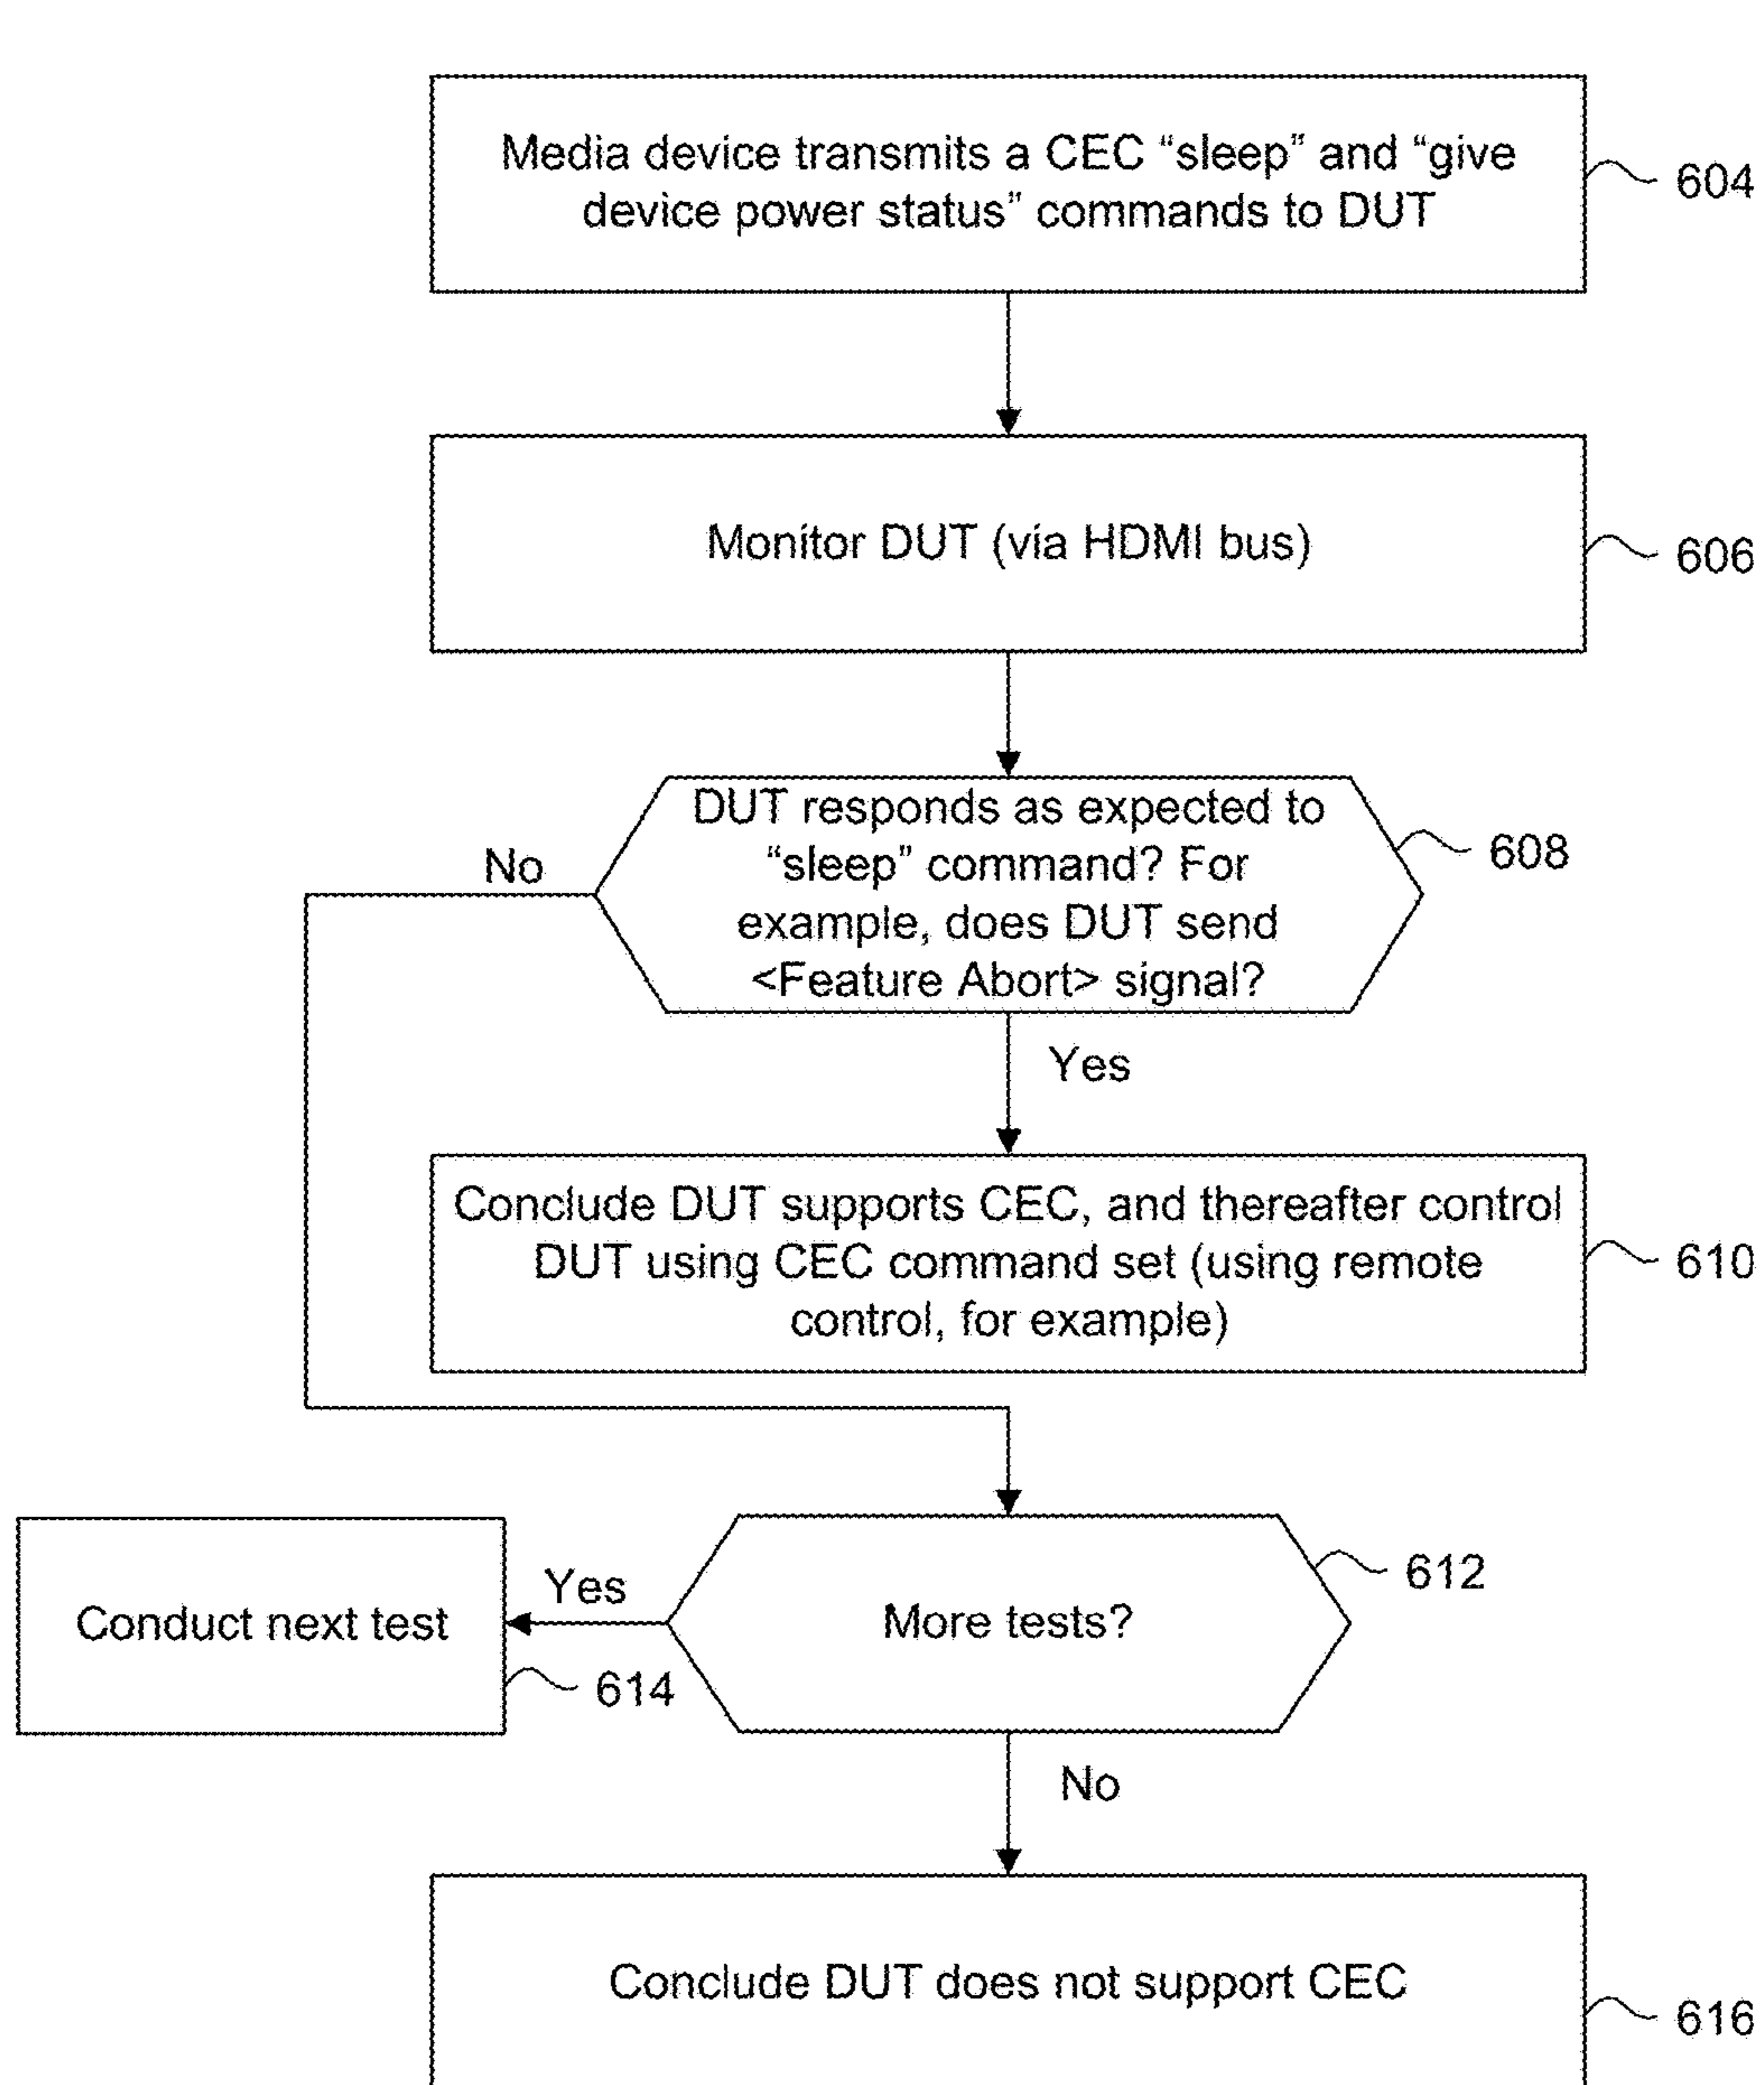 Media device transmits a CEC “sleep” and “give
device power status” commands to DUT
604
Monitor DUT (via HDMI bus)
606
DUT responds as expected to
“sleep” command? For
example, does DUT send
<Feature Abort> signal?
608
No
Yes
Conclude DUT supports CEC, and thereafter control
DUT using CEC command set (using remote
control, for example)
610
More tests?
612
Yes
Conduct next test
614
No
Conclude DUT does not support CEC
616